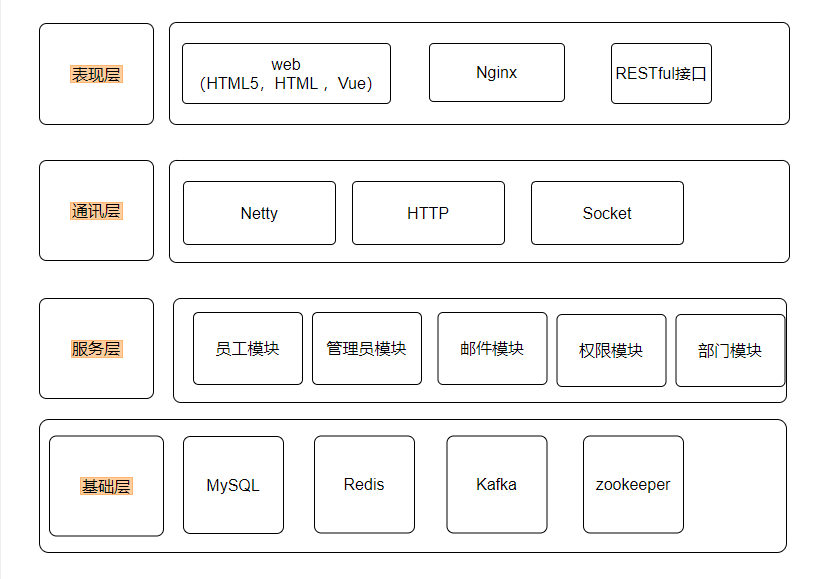 表现层
web
（HTML5，HTML ，Vue）
Nginx
RESTful接口
通讯层
Netty
HTTP
Socket
服务层
员工模块
管理员模块
邮件模块
权限模块
部门模块
基础层
MySQL
Redis
Kafka
zookeeper